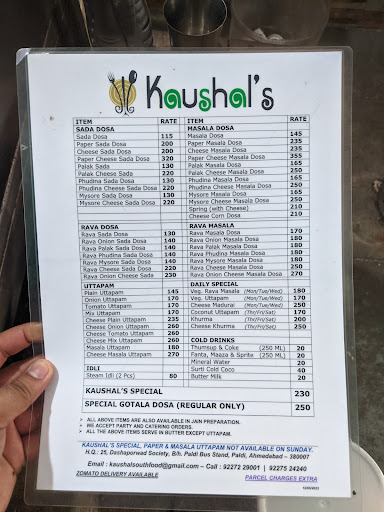 Kaushal's
ITEM RATE
SADA DOSA
Sada Dosa 115
Paper Sada Dosa 200
Cheese Sada Dosa 200
Paper Cheese Sada Dosa 320
Palak Sada 130
Palak Cheese Sada 220
Phudina Sada Dosa 130
Phudina Cheese Sada Dosa 220
Mysore Sada Dosa 130
Mysore Cheese Sada Dosa 220
RAVA DOSA
Rava Sada Dosa 130
Rava Onion Sada Dosa 140
Rava Palak Sada Dosa 140
Rava Phudina Sada Dosa 140
Rava Mysore Sada Dosa 140
Rava Cheese Sada Dosa 220
Rava Onion Cheese Sada 230
UTTAPAM
Plain Uttapam 145
Onion Uttapam 170
Tomato Uttapam 170
Mix Uttapam 170
Cheese Plain Uttapam 235
Cheese Onion Uttapam 260
Cheese Tomato Uttapam 260
Cheese Mix Uttapam 260
Masala Uttapam 180
Cheese Masala Uttapam 270
IDLI
Steam Idl (2 Pcs) 80
ITEM RATE
MASALA DOSA
Masala Dosa 145
Paper Masala Dosa 235
Cheese Masala Dosa 235
Paper Cheese Masala Dosa 355
Palak Masala Dosa 165
Palak Cheese Masala Dosa 250
Phudina Masala Dosa 165
Phudina Cheese Masala Dosa 250
Mysore Masala Dosa 165
Mysore Cheese Masala Dosa 250
Spring (with Cheese) 210
Cheese Corn Dosa 210
RAVA MASALA
Rava Masala Dosa 170
Rava Onion Masala Dosa 180
Rava Palak Masala Dosa 180
Rava Phudina Masala Dosa 180
Rava Mysore Masala Dosa 180
Rava Cheese Masala Dosa 250
Rava Onion Cheese Masala Dosa 270
DAILY SPECIAL
Veg. Rava Masala (Mon/Tue/Wed) 180
Veg. Uttapam (Mon/Tue/Wed) 170
Cheese Madurai (Mon/Tue/Wed) 250
Coconut Uttapam (Thr/Fri/Sat) 170
Khurma (Thr/Fri/Sat) 200
Cheese Khurma (Thr/Fri/Sat) 250
COLD DRINKS
Thumsup & Coke (250 ML) 20
Fanta, Maaza & Sprite (250 ML) 20
Mineral Water 20
Surti Cold Coco 40
Butter Milk 20
KAUSHAL'S SPECIAL 230
SPECIAL GOTALA DOSA (REGULAR ONLY) 250
➢ ALL ABOVE ITEMS ARE ALSO AVAILABLE IN JAIN PREPARATION.
➢ WE ACCEPT PARTY AND CATERING ORDERS.
➢ ALL THE ABOVE ITEMS SERVE IN BUTTER EXCEPT UTTAPAM.
KAUSHAL'S SPECIAL, PAPER & MASALA UTTAPAM NOT AVAILABLE ON SUNDAY.
H.Q.: 25, Dashaporwad Society, B/h. Paldi Bus Stand, Paldi, Ahmedabad – 380007
Email : kaushalsouthfood@gmail.com – Call : 92272 29001 | 92275 24240
ZOMATO DELIVERY AVAILABLE PARCEL CHARGES EXTRA